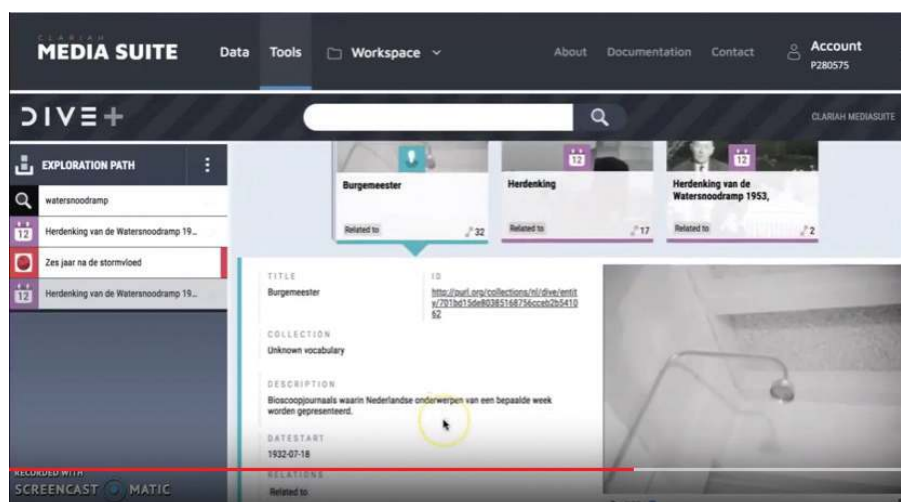 CLARIAH
MEDIA SUITE
Data Tools Workspace About Documentation Contact Account
P280575
DIVE+
CLARIAH MEDIASUITE
EXPLORATION PATH
watersnoodramp
12 Herdenking van de Watersnoodramp 19...
Zes jaar na de stormvloed
12 Herdenking van de Watersnoodramp 19...
Burgemeester
Related to 32
12
Herdenking
Related to 17
12
Herdenking van de
Watersnoodramp 1953,
Related to 2
TITLE
Burgemeester
ID
http://purl.org/collections/nl/dive/entit
y/701bd15de80385168756cceb2b5410
62
COLLECTION
Unknown vocabulary
DESCRIPTION
Bioscoopjournaals waarin Nederlandse onderwerpen van een bepaalde week
worden gepresenteerd.
DATESTART
1932-07-18
RELATIONS
Related to
RECORDED WITH
SCREENCAST MATIC